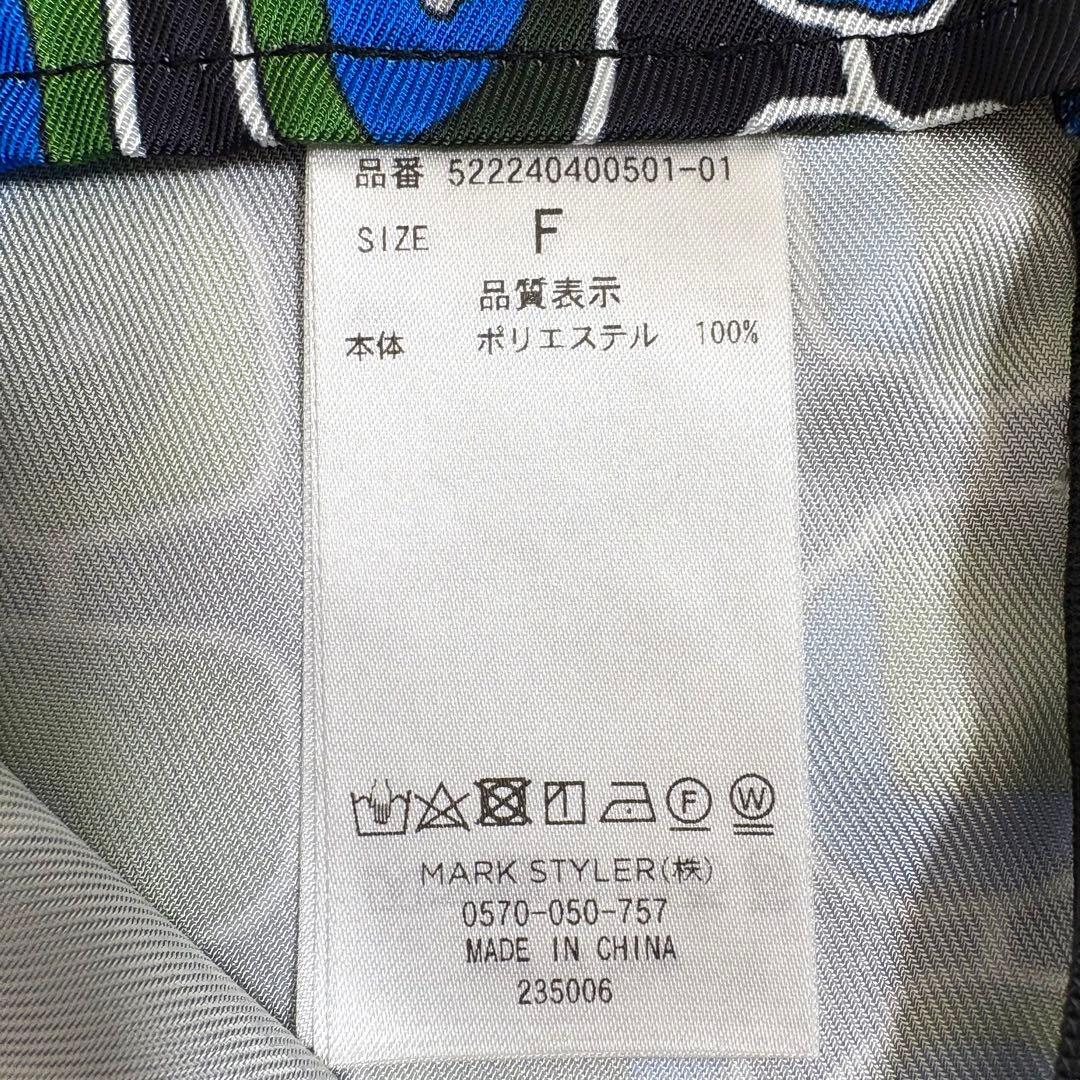 品番 522240400501-01
SIZE F
品質表示
本体 ポリエステル 100%
F W
MARK STYLER(株)
0570-050-757
MADE IN CHINA
235006